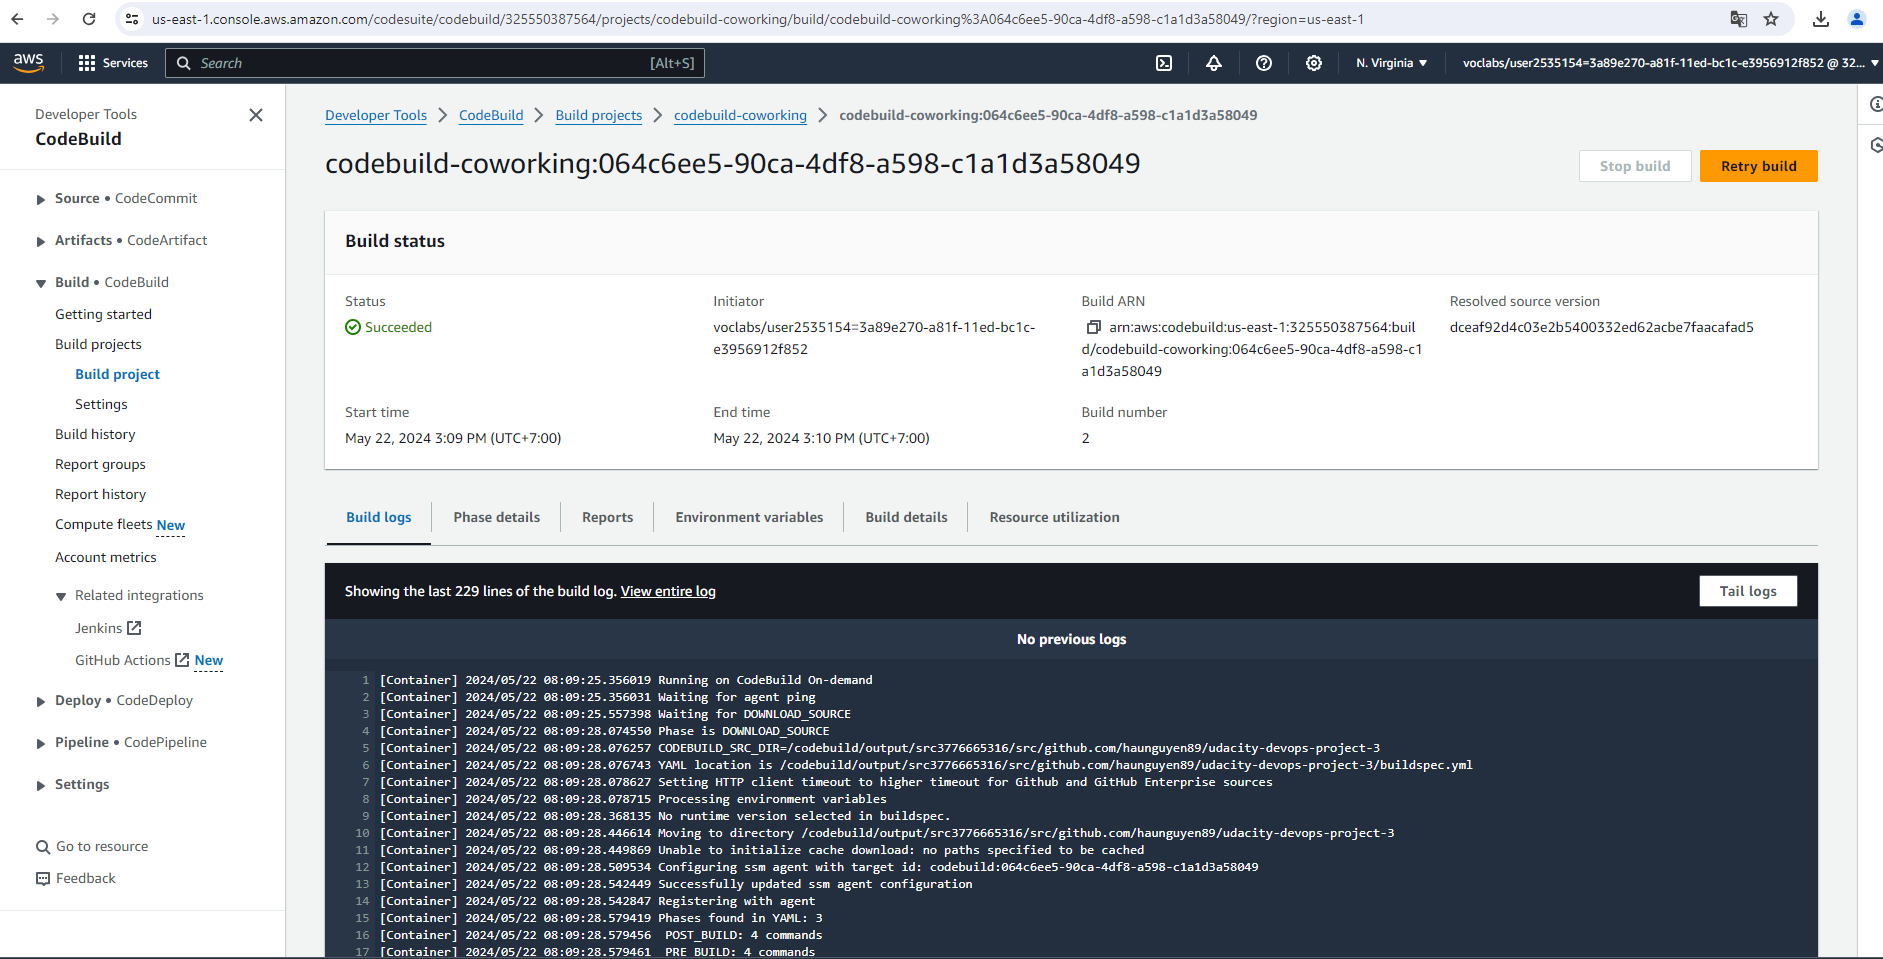 us-east-1.console.aws.amazon.com/codesuite/codebuild/325550387564/projects/codebuild-coworking/build/codebuild-coworking%3A064c6ee5-90ca-4df8-a598-c1a1d3a58049/?region=us-east-1
aws
Services
Search
[Alt+S]
N. Virginia
voclabs/user2535154=3a89e270-a81f-11ed-bc1c-e3956912f852 @ 32...
Developer Tools
CodeBuild
Source • CodeCommit
Artifacts • CodeArtifact
Build • CodeBuild
Getting started
Build projects
Build project
Settings
Build history
Report groups
Report history
Compute fleets New
Account metrics
Related integrations
Jenkins
GitHub Actions New
Deploy • CodeDeploy
Pipeline • CodePipeline
Settings
Go to resource
Feedback
Developer Tools
CodeBuild
Build projects
codebuild-coworking
codebuild-coworking:064c6ee5-90ca-4df8-a598-c1a1d3a58049
codebuild-coworking:064c6ee5-90ca-4df8-a598-c1a1d3a58049
Stop build
Retry build
Build status
Status
Succeeded
Initiator
voclabs/user2535154=3a89e270-a81f-11ed-bc1c-
e3956912f852
Build ARN
arn:aws:codebuild:us-east-1:325550387564:buil
d/codebuild-coworking:064c6ee5-90ca-4df8-a598-c1
a1d3a58049
Resolved source version
dceaf92d4c03e2b5400332ed62acbe7faacafad5
Start time
May 22, 2024 3:09 PM (UTC+7:00)
End time
May 22, 2024 3:10 PM (UTC+7:00)
Build number
2
Build logs
Phase details
Reports
Environment variables
Build details
Resource utilization
Showing the last 229 lines of the build log. View entire log
Tail logs
No previous logs
1 [Container] 2024/05/22 08:09:25.356019 Running on CodeBuild On-demand
2 [Container] 2024/05/22 08:09:25.356031 Waiting for agent ping
3 [Container] 2024/05/22 08:09:25.557398 Waiting for DOWNLOAD_SOURCE
4 [Container] 2024/05/22 08:09:28.074550 Phase is DOWNLOAD_SOURCE
5 [Container] 2024/05/22 08:09:28.076257 CODEBUILD_SRC_DIR=/codebuild/output/src3776665316/src/github.com/haunguyen89/udacity-devops-project-3
6 [Container] 2024/05/22 08:09:28.076743 YAML location is /codebuild/output/src3776665316/src/github.com/haunguyen89/udacity-devops-project-3/buildspec.yml
7 [Container] 2024/05/22 08:09:28.078627 Setting HTTP client timeout to higher timeout for Github and GitHub Enterprise sources
8 [Container] 2024/05/22 08:09:28.078715 Processing environment variables
9 [Container] 2024/05/22 08:09:28.368135 No runtime version selected in buildspec.
10 [Container] 2024/05/22 08:09:28.446614 Moving to directory /codebuild/output/src3776665316/src/github.com/haunguyen89/udacity-devops-project-3
11 [Container] 2024/05/22 08:09:28.449869 Unable to initialize cache download: no paths specified to be cached
12 [Container] 2024/05/22 08:09:28.509534 Configuring ssm agent with target id: codebuild:064c6ee5-90ca-4df8-a598-c1a1d3a58049
13 [Container] 2024/05/22 08:09:28.542449 Successfully updated ssm agent configuration
14 [Container] 2024/05/22 08:09:28.542847 Registering with agent
15 [Container] 2024/05/22 08:09:28.579419 Phases found in YAML: 3
16 [Container] 2024/05/22 08:09:28.579456 POST_BUILD: 4 commands
17 [Container] 2024/05/22 08:09:28.579461 PRE_BUILD: 4 commands